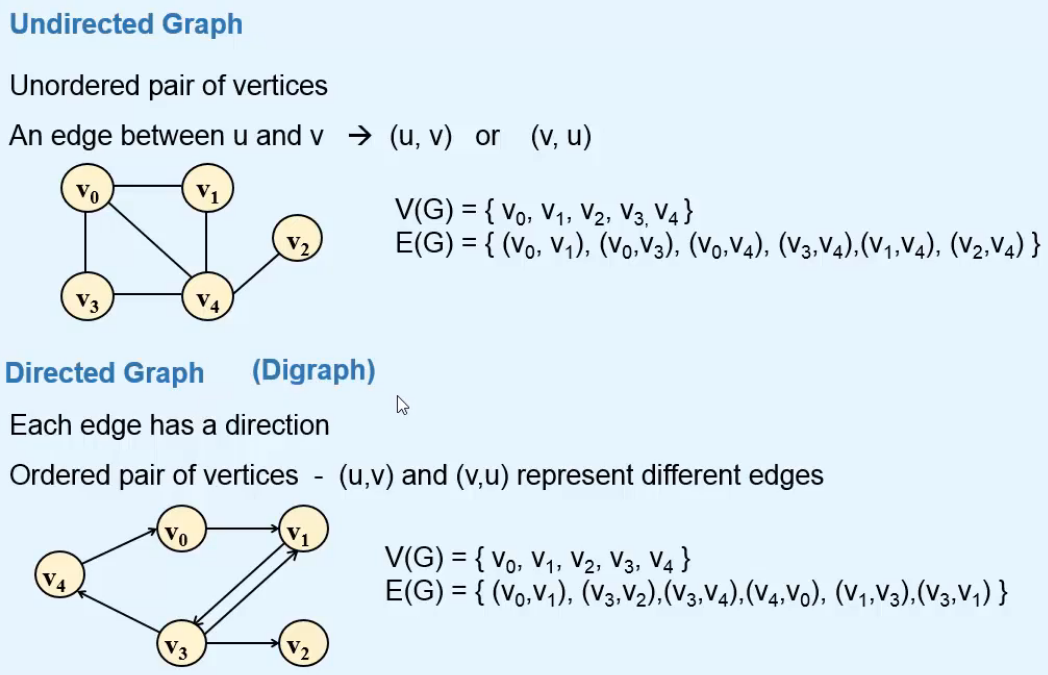 Undirected Graph
Unordered pair of vertices
An edge between u and v → (u, v) or (v, u)
v₀ v₁
v₂
v₃ v₄
V(G) = { v₀, v₁, v₂, v₃, v₄ }
E(G) = { (v₀, v₁), (v₀,v₃), (v₀,v₄), (v₃,v₄),(v₁,v₄), (v₂,v₄) }
Directed Graph (Digraph)
Each edge has a direction
Ordered pair of vertices - (u,v) and (v,u) represent different edges
v₀ v₁
v₄
v₃ v₂
V(G) = { v₀, v₁, v₂, v₃, v₄ }
E(G) = { (v₀,v₁), (v₃,v₂),(v₃,v₄),(v₄,v₀), (v₁,v₃),(v₃,v₁) }